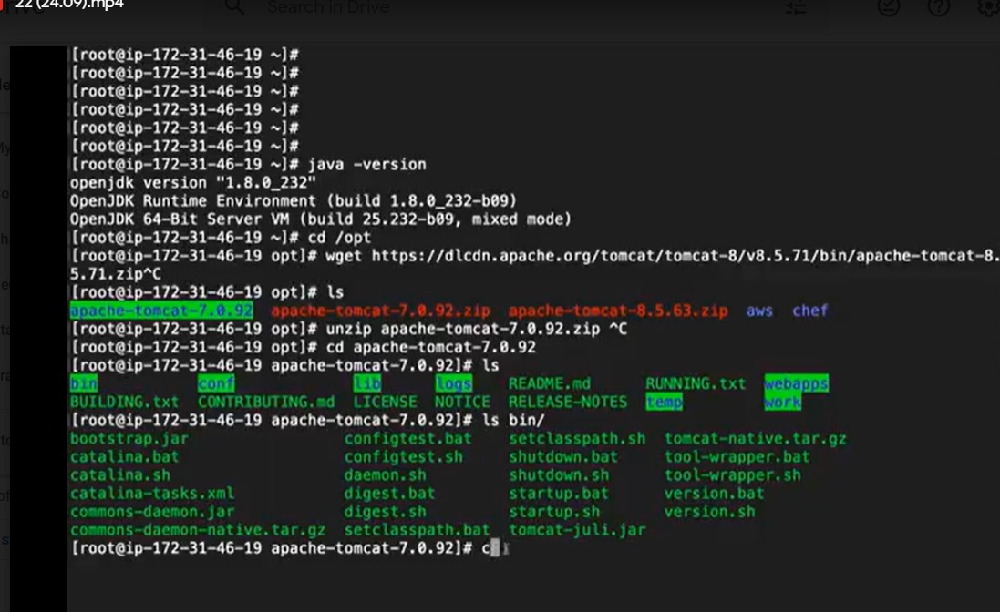 22 (24.09).mp4
Search in Drive
[root@ip-172-31-46-19 ~]#
[root@ip-172-31-46-19 ~]#
[root@ip-172-31-46-19 ~]#
[root@ip-172-31-46-19 ~]#
[root@ip-172-31-46-19 ~]#
[root@ip-172-31-46-19 ~]#
[root@ip-172-31-46-19 ~]# java -version
openjdk version "1.8.0_232"
OpenJDK Runtime Environment (build 1.8.0_232-b09)
OpenJDK 64-Bit Server VM (build 25.232-b09, mixed mode)
[root@ip-172-31-46-19 ~]# cd /opt
[root@ip-172-31-46-19 opt]# wget https://dlcdn.apache.org/tomcat/tomcat-8/v8.5.71/bin/apache-tomcat-8.
5.71.zip^C
[root@ip-172-31-46-19 opt]# ls
apache-tomcat-7.0.92 apache-tomcat-7.0.92.zip apache-tomcat-8.5.63.zip aws chef
[root@ip-172-31-46-19 opt]# unzip apache-tomcat-7.0.92.zip ^C
[root@ip-172-31-46-19 opt]# cd apache-tomcat-7.0.92
[root@ip-172-31-46-19 apache-tomcat-7.0.92]# ls
bin conf lib logs README.md RUNNING.txt webapps
BUILDING.txt CONTRIBUTING.md LICENSE NOTICE RELEASE-NOTES temp work
[root@ip-172-31-46-19 apache-tomcat-7.0.92]# ls bin/
bootstrap.jar configtest.bat setclasspath.sh tomcat-native.tar.gz
catalina.bat configtest.sh shutdown.bat tool-wrapper.bat
catalina.sh daemon.sh shutdown.sh tool-wrapper.sh
catalina-tasks.xml digest.bat startup.bat version.bat
commons-daemon.jar digest.sh startup.sh version.sh
commons-daemon-native.tar.gz setclasspath.bat tomcat-juli.jar
[root@ip-172-31-46-19 apache-tomcat-7.0.92]# c